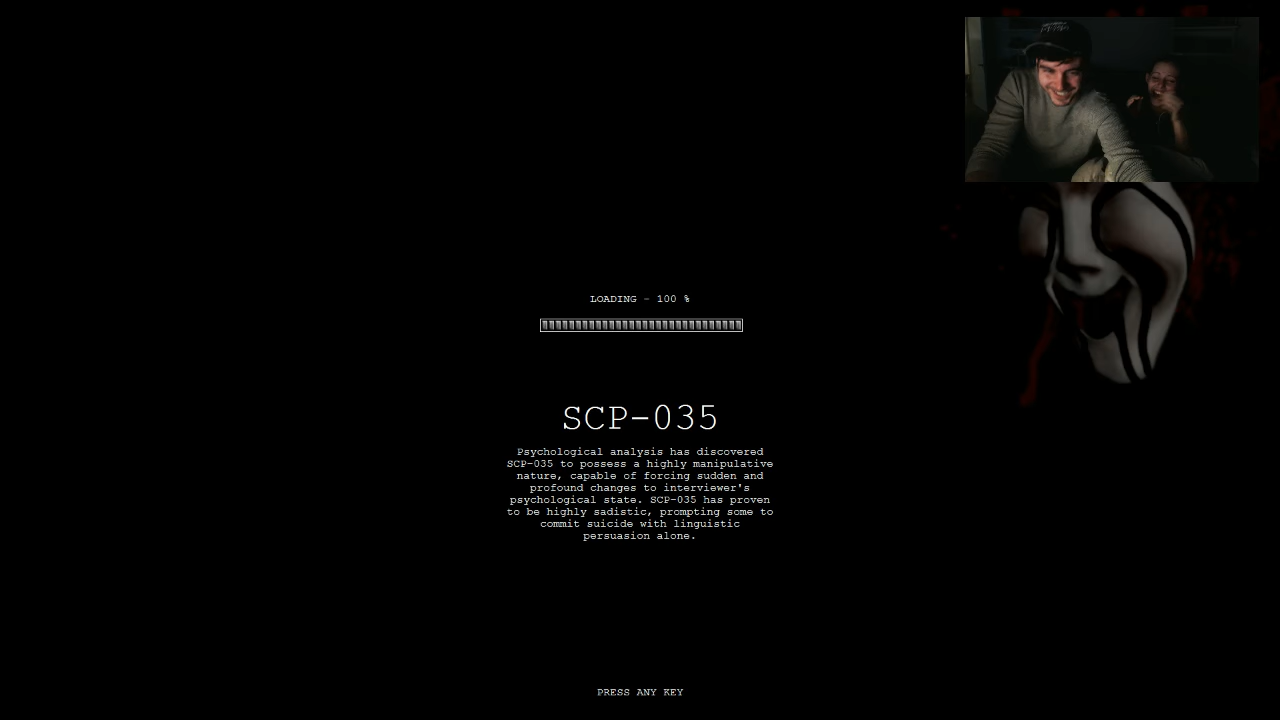 LOADING - 100 %
SCP-035
Psychological analysis has discovered
SCP-035 to possess a highly manipulative
nature, capable of forcing sudden and
profound changes to interviewer's
psychological state. SCP-035 has proven
to be highly sadistic, prompting some to
commit suicide with linguistic
persuasion alone.
PRESS ANY KEY